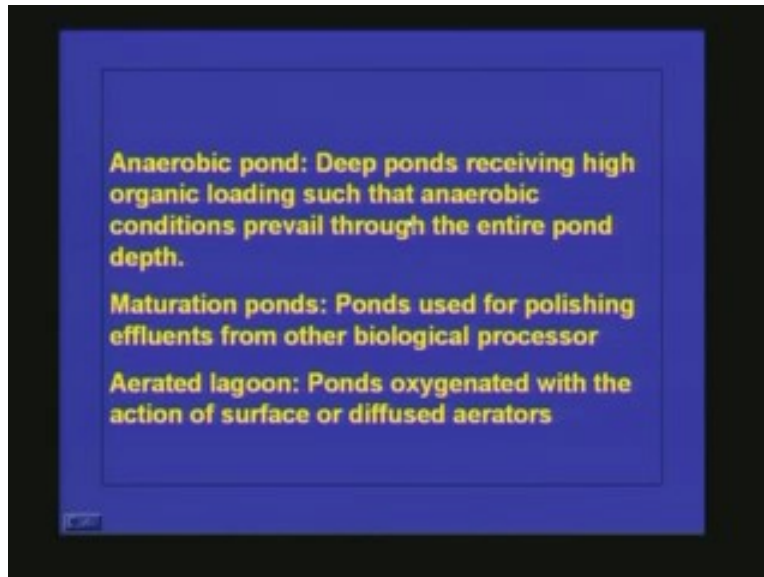 Anaerobic pond: Deep ponds receiving high
organic loading such that anaerobic
conditions prevail through the entire pond
depth.
Maturation ponds: Ponds used for polishing
effluents from other biological processor
Aerated lagoon: Ponds oxygenated with the
action of surface or diffused aerators